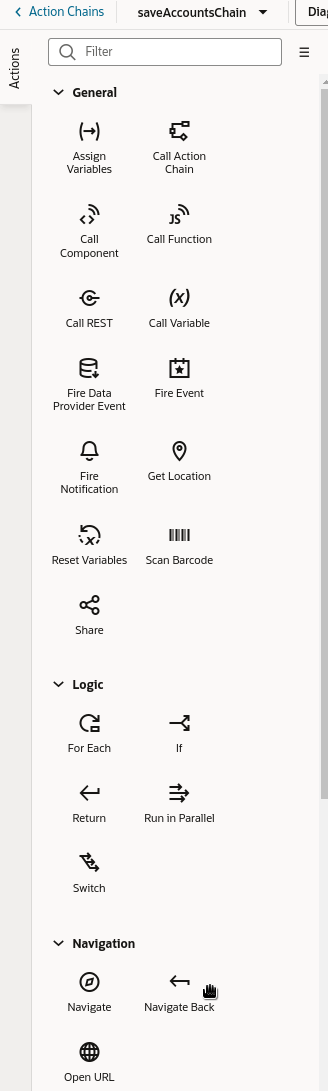 Action Chains
saveAccountsChain
Diag
Actions
Filter
General
Assign
Variables
Call Action
Chain
Call
Component
JS
Call Function
Call REST
(x)
Call Variable
Fire Data
Provider Event
Fire Event
Fire
Notification
Get Location
x
Reset Variables
Scan Barcode
Share
Logic
For Each
If
Return
Run in Parallel
Switch
Navigation
Navigate
Navigate Back
Open URL